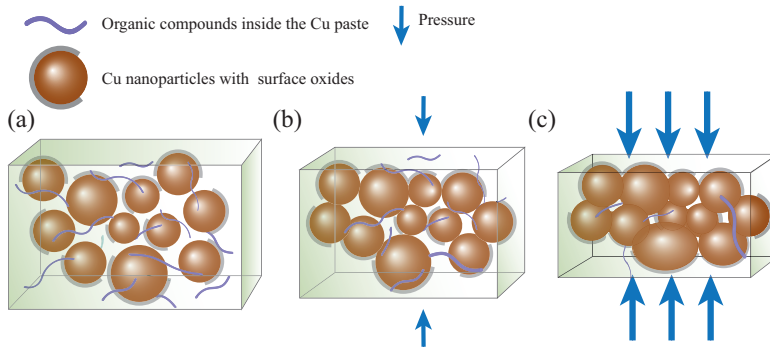 Organic compounds inside the Cu paste
Pressure
Cu nanoparticles with surface oxides
(a)
(b)
(c)